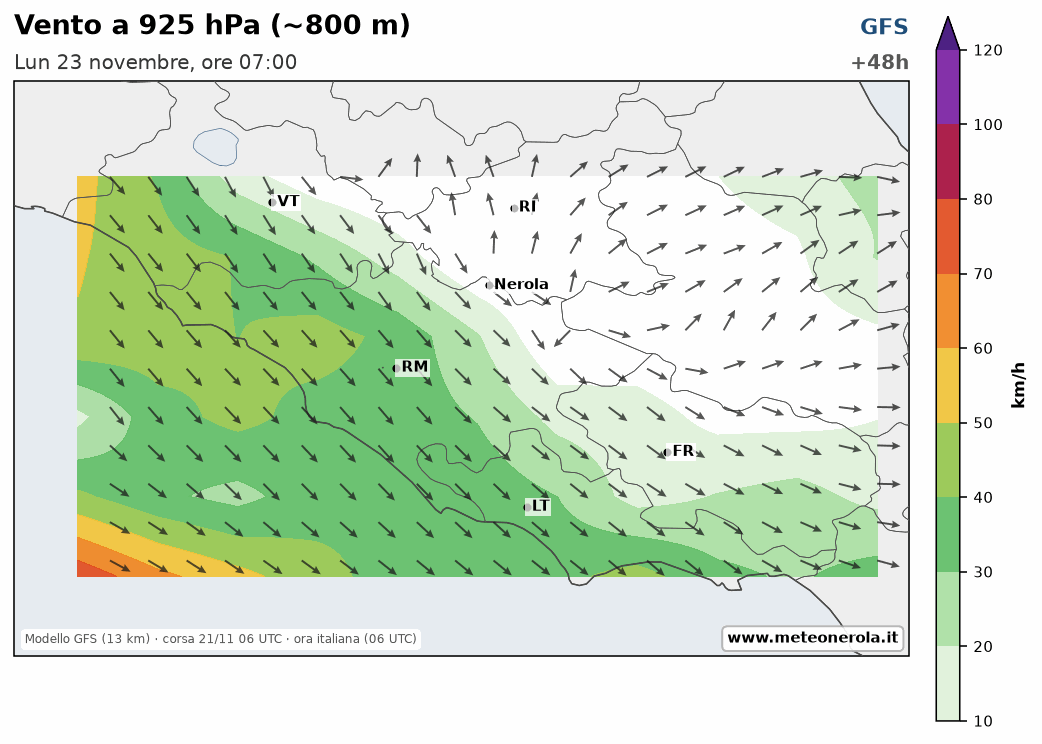 Vento a 925 hPa (~800 m)
GFS
Lun 23 novembre, ore 07:00
+48h
VT
RI
Nerola
RM
FR
LT
120
100
80
70
60
50
40
30
20
10
km/h
Modello GFS (13 km) · corsa 21/11 06 UTC · ora italiana (06 UTC)
www.meteonerola.it